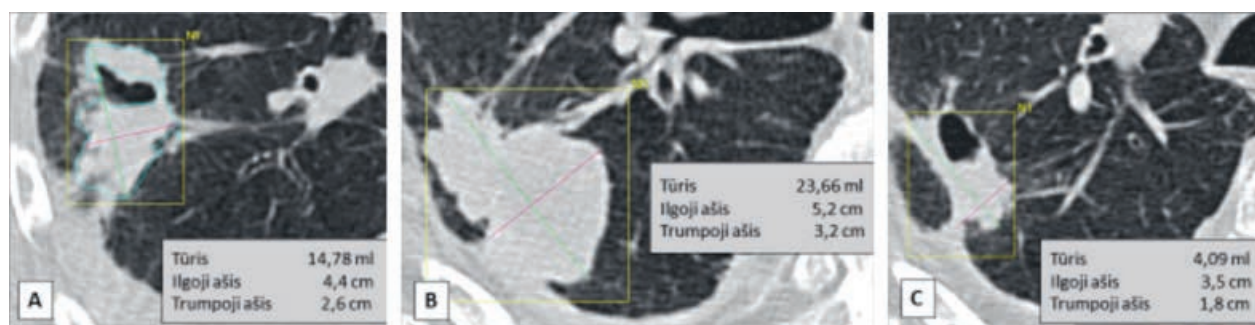 Tūris 14,78 ml
Ilgoji ašis 4,4 cm
Trumpoji ašis 2,6 cm
A
Tūris 23,66 ml
Ilgoji ašis 5,2 cm
Trumpoji ašis 3,2 cm
B
Tūris 4,09 ml
Ilgoji ašis 3,5 cm
Trumpoji ašis 1,8 cm
C